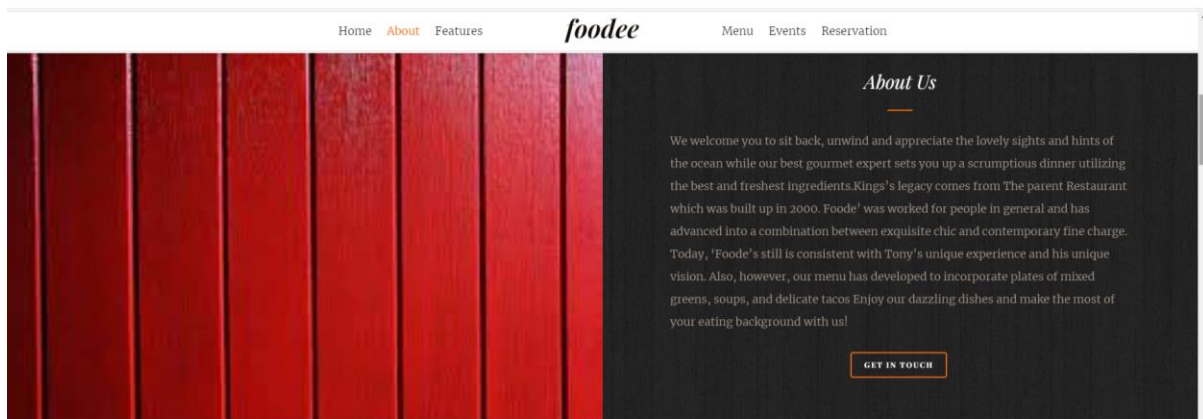 Home About Features foodee Menu Events Reservation
About Us
We welcome you to sit back, unwind and appreciate the lovely sights and hints of
the ocean while our best gourmet expert sets you up a scrumptious dinner utilizing
the best and freshest ingredients.Kings's legacy comes from The parent Restaurant
which was built up in 2000. Foode' was worked for people in general and has
advanced into a combination between exquisite chic and contemporary fine charge.
Today, ‘Foode’s still is consistent with Tony’s unique experience and his unique
vision. Also, however, our menu has developed to incorporate plates of mixed
greens, soups, and delicate tacos Enjoy our dazzling dishes and make the most of
your eating background with us!
GET IN TOUCH